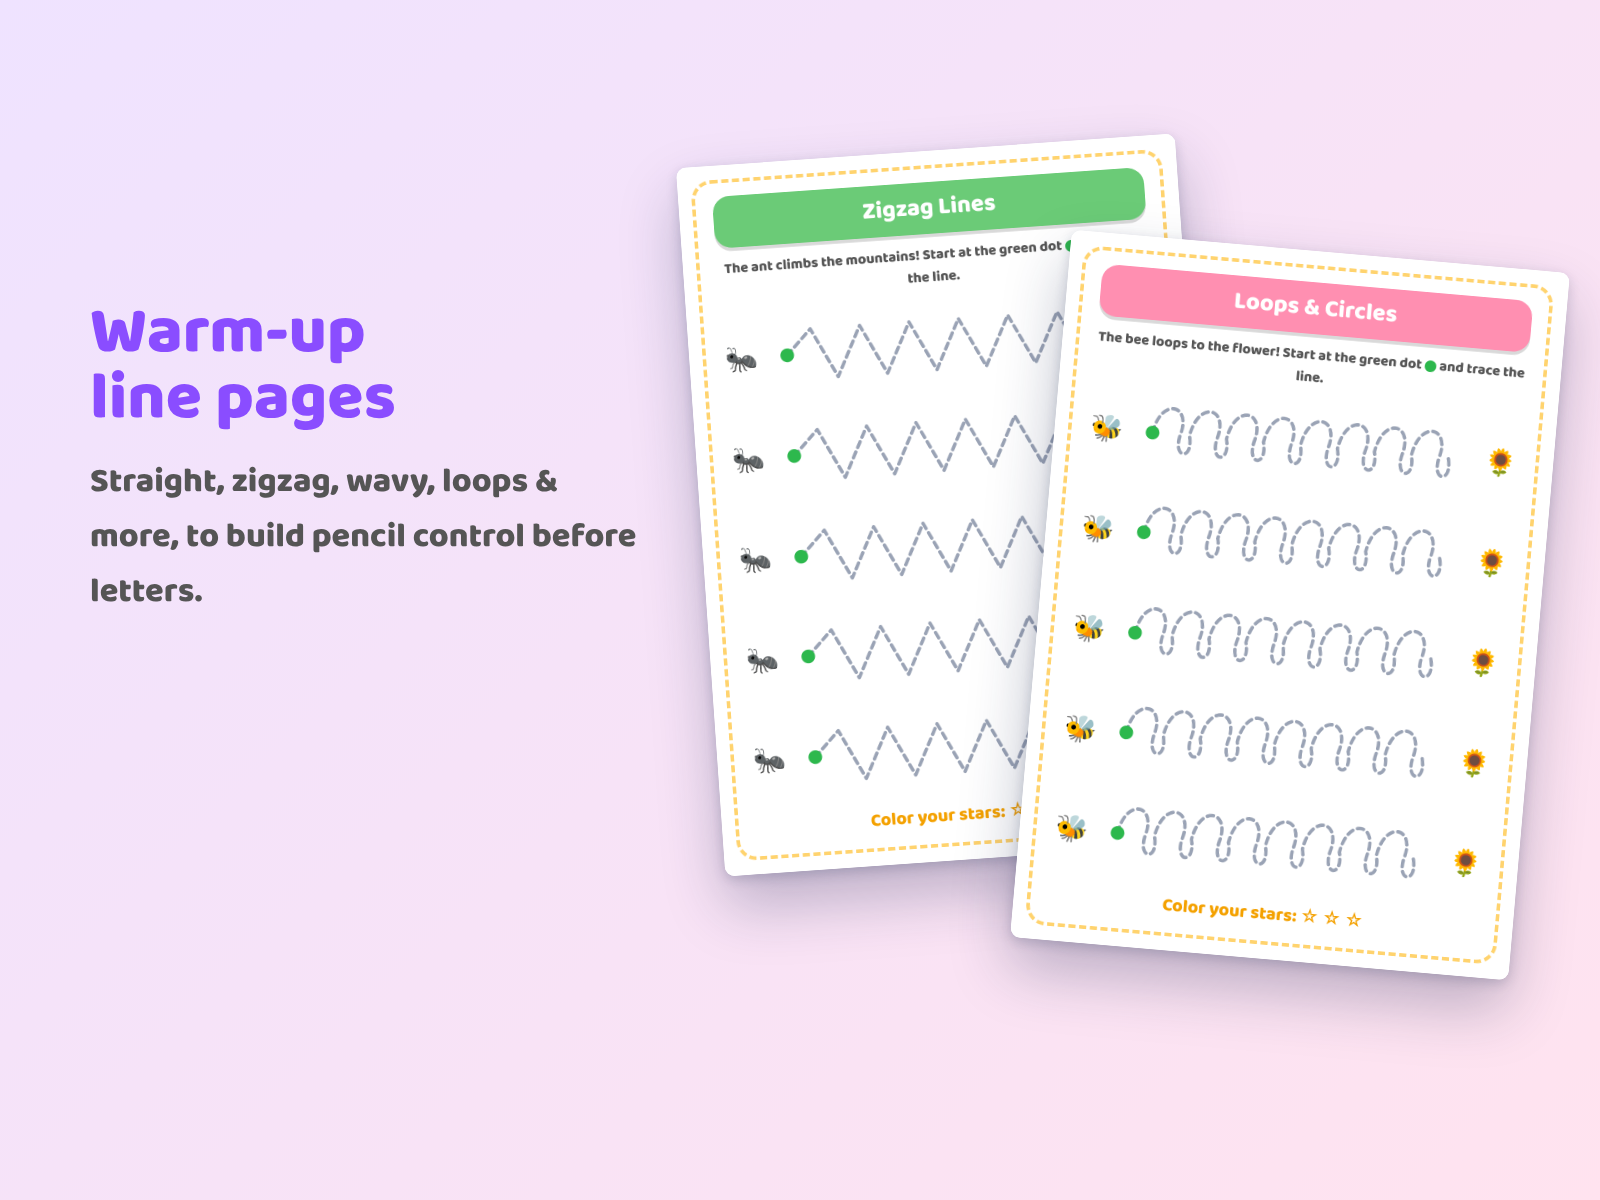 Warm-up
line pages
Straight, zigzag, wavy, loops &
more, to build pencil control before
letters.
Zigzag Lines
The ant climbs the mountains! Start at the green dot
the line.
Color your stars: ☆
Loops & Circles
The bee loops to the flower! Start at the green dot and trace the
line.
Color your stars: ☆ ☆ ☆